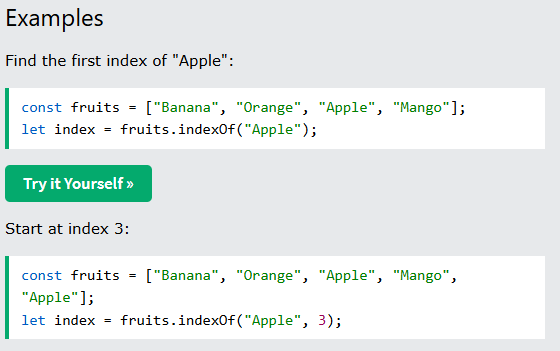 Examples
Find the first index of "Apple":
const fruits = ["Banana", "Orange", "Apple", "Mango"];
let index = fruits.indexOf("Apple");
Try it Yourself »
Start at index 3:
const fruits = ["Banana", "Orange", "Apple", "Mango",
"Apple"];
let index = fruits.indexOf("Apple", 3);